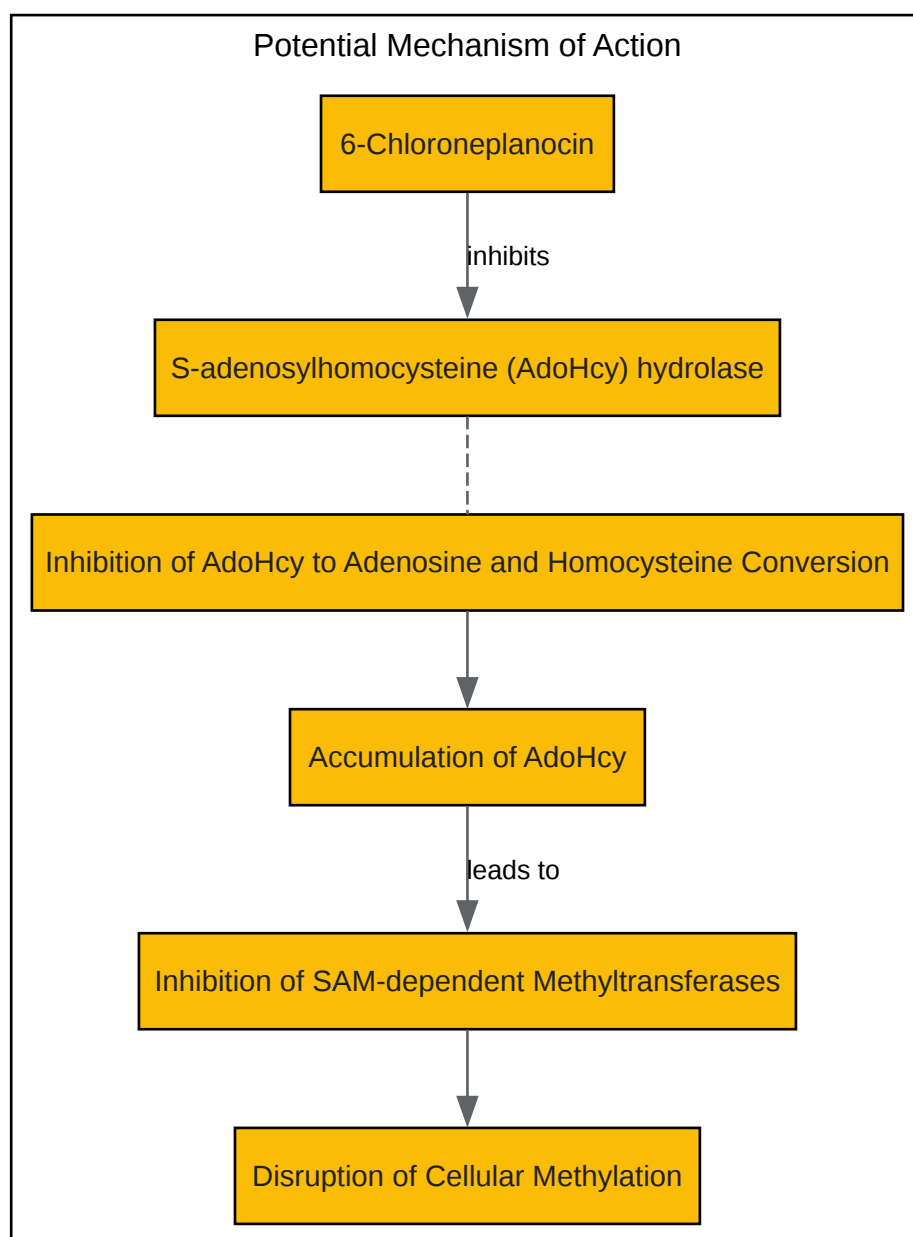 Potential Mechanism of Action
6-Chloroneplanocin
inhibits
S-adenosylhomocysteine (AdoHcy) hydrolase
Inhibition of AdoHcy to Adenosine and Homocysteine Conversion
Accumulation of AdoHcy
leads to
Inhibition of SAM-dependent Methyltransferases
Disruption of Cellular Methylation